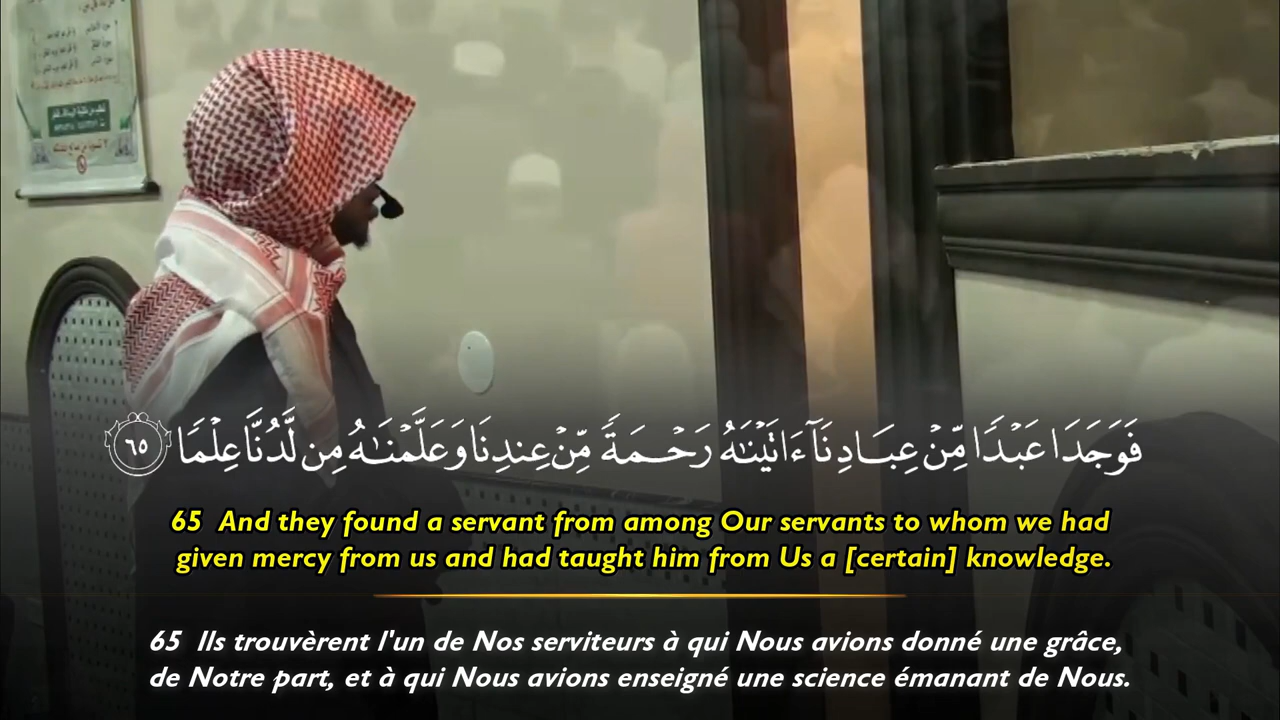 فَوَجَدَا عَبْدًا مِّنْ عِبَادِنَآ ءَاتَيْنَـٰهُ رَحْمَةً مِّنْ عِندِنَا وَعَلَّمْنَـٰهُ مِن لَّدُنَّا عِلْمًا ٦٥
65 And they found a servant from among Our servants to whom we had
given mercy from us and had taught him from Us a [certain] knowledge.
65 Ils trouvèrent l'un de Nos serviteurs à qui Nous avions donné une grâce,
de Notre part, et à qui Nous avions enseigné une science émanant de Nous.